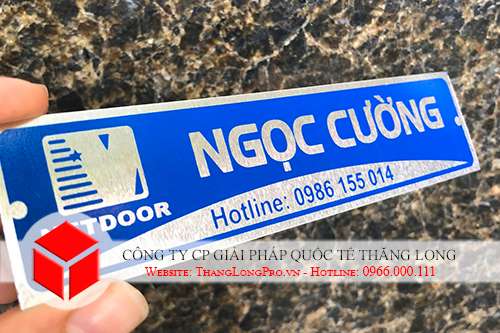 NGỌC CƯỜNG
Hotline: 0986 155 014
CÔNG TY CP GIẢI PHÁP QUỐC TẾ THĂNG LONG
Website: ThangLongPro.vn - Hotline: 0966.000.111